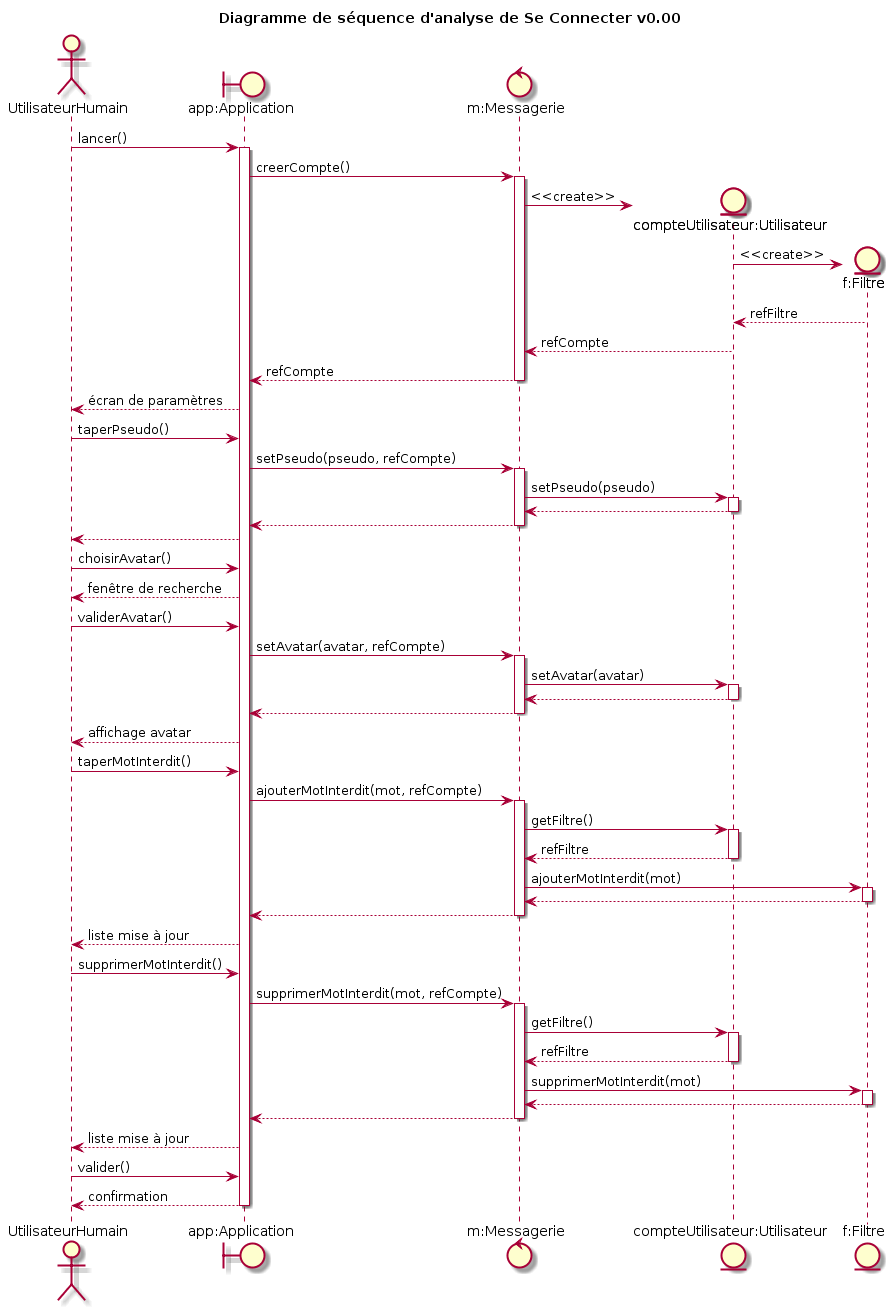 Diagramme de séquence d'analyse de Se Connecter v0.00
UtilisateurHumain
app:Application
m:Messagerie
lancer()
creerCompte()
<<create>>
compteUtilisateur:Utilisateur
<<create>>
f:Filtre
refFiltre
refCompte
refCompte
écran de paramètres
taperPseudo()
setPseudo(pseudo, refCompte)
setPseudo(pseudo)
choisirAvatar()
fenêtre de recherche
validerAvatar()
setAvatar(avatar, refCompte)
setAvatar(avatar)
affichage avatar
taperMotInterdit()
ajouterMotInterdit(mot, refCompte)
getFiltre()
refFiltre
ajouterMotInterdit(mot)
liste mise à jour
supprimerMotInterdit()
supprimerMotInterdit(mot, refCompte)
getFiltre()
refFiltre
supprimerMotInterdit(mot)
liste mise à jour
valider()
confirmation
UtilisateurHumain
app:Application
m:Messagerie
compteUtilisateur:Utilisateur
f:Filtre